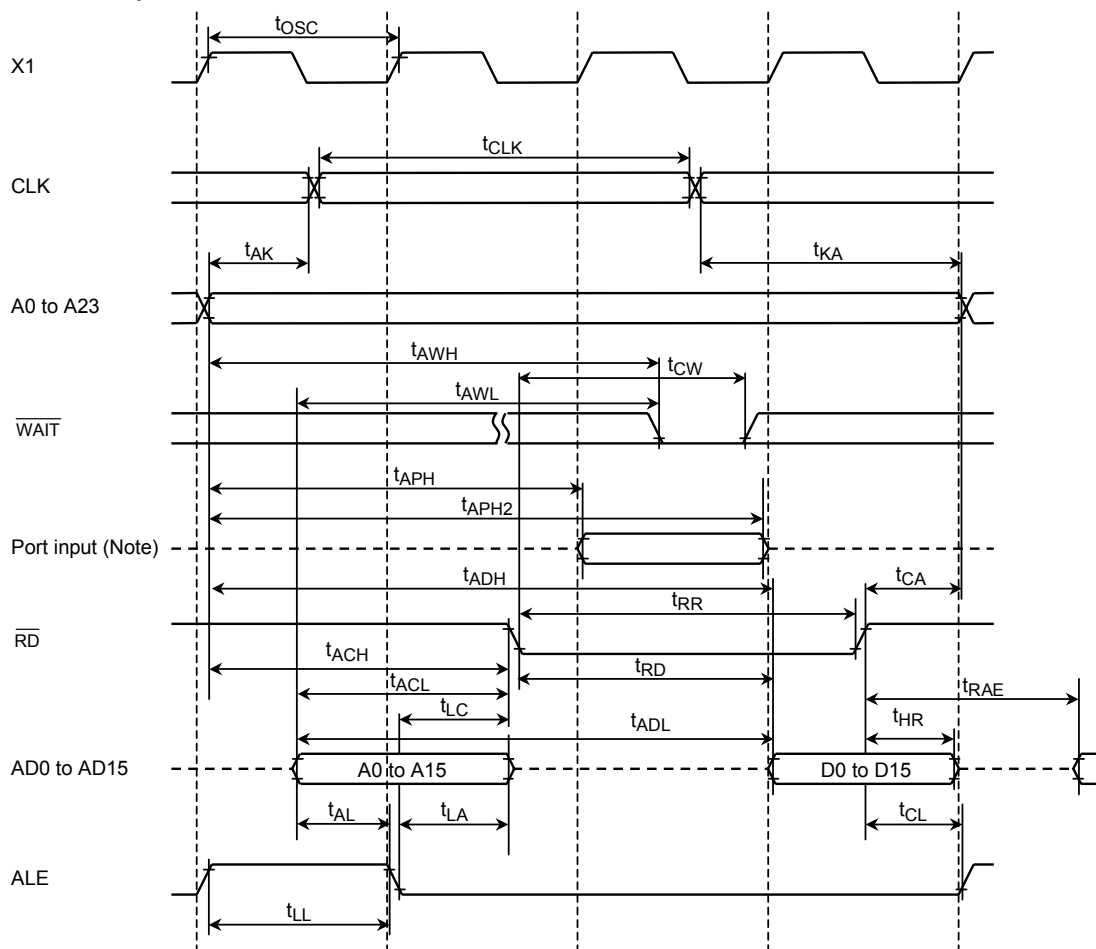 tOSC
X1
tCLK
CLK
tAK
tKA
A0 to A23
tAWH
tCW
tAWL
WAIT
tAPH
tAPH2
Port input (Note)
tADH
tCA
tRR
RD
tACH
tRD
tACL
tRAE
tLC
tHR
tADL
AD0 to AD15
A0 to A15
D0 to D15
tAL
tLA
tCL
ALE
tLL